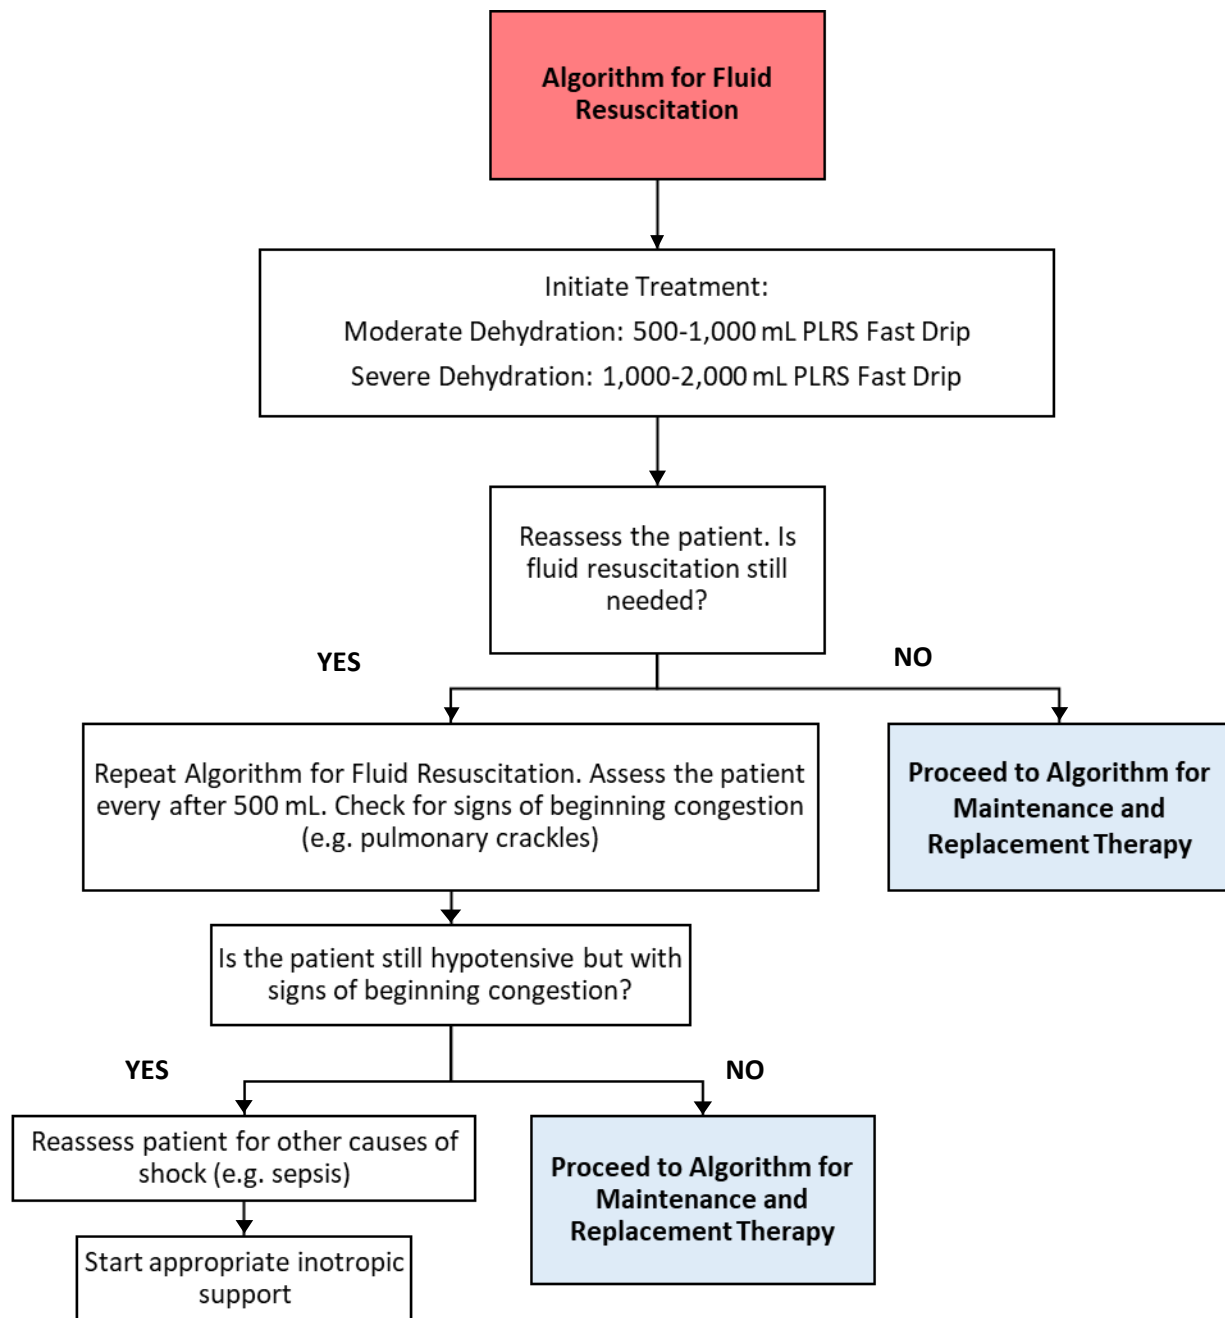 Algorithm for Fluid
Resuscitation
Initiate Treatment:
Moderate Dehydration: 500-1,000 mL PLRS Fast Drip
Severe Dehydration: 1,000-2,000 mL PLRS Fast Drip
Reassess the patient. Is
fluid resuscitation still
needed?
YES
NO
Repeat Algorithm for Fluid Resuscitation. Assess the patient
every after 500 mL. Check for signs of beginning congestion
(e.g. pulmonary crackles)
Proceed to Algorithm for
Maintenance and
Replacement Therapy
Is the patient still hypotensive but with
signs of beginning congestion?
YES
NO
Reassess patient for other causes of
shock (e.g. sepsis)
Proceed to Algorithm for
Maintenance and
Replacement Therapy
Start appropriate inotropic
support